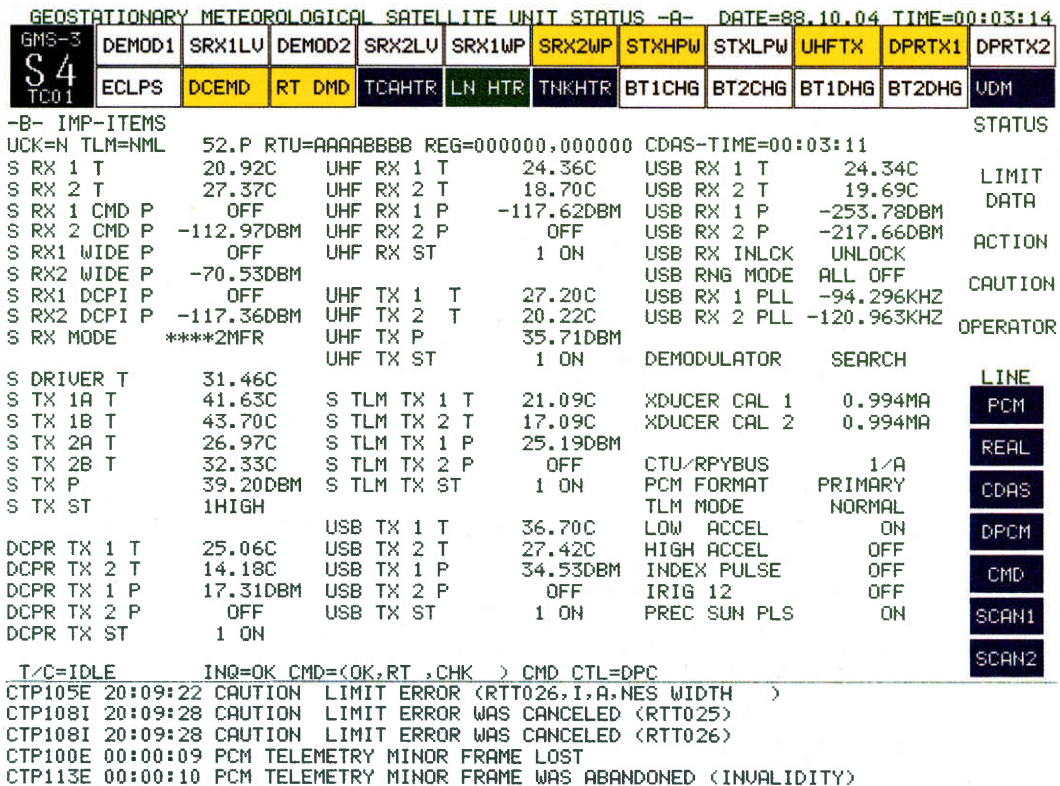 GEOSTATIONARY METEOROLOGICAL SATELLITE UNIT STATUS -A- DATE=88.10.04 TIME=00:03:14
GMS-3 S4 TC01
DEMOD1 SRX1LV DEMOD2 SRX2LV SRX1WP SRX2WP STXHPW STXLPW UHFTX DPRTX1 DPRTX2
ECLPS DCEMD RT DMD TCAHTR LN HTR TNKHTR BT1CHG BT2CHG BT1DHG BT2DHG VDM
-B- IMP-ITEMS STATUS
UCK=N TLM=NML 52.P RTU=AAAABBBB REG=000000,000000 CDAS-TIME=00:03:11
S RX 1 T 20.92C UHF RX 1 T 24.36C USB RX 1 T 24.34C LIMIT
S RX 2 T 27.37C UHF RX 2 T 18.70C USB RX 2 T 19.69C DATA
S RX 1 CMD P OFF UHF RX 1 P -117.62DBM USB RX 1 P -253.78DBM
S RX 2 CMD P -112.97DBM UHF RX 2 P OFF USB RX 2 P -217.66DBM ACTION
S RX1 WIDE P OFF UHF RX ST 1 ON USB RX INLCK UNLOCK
S RX2 WIDE P -70.53DBM USB RNG MODE ALL OFF CAUTION
S RX1 DCPI P OFF UHF TX 1 T 27.20C USB RX 1 PLL -94.296KHZ
S RX2 DCPI P -117.36DBM UHF TX 2 T 20.22C USB RX 2 PLL -120.963KHZ OPERATOR
S RX MODE ****2MFR UHF TX P 35.71DBM
UHF TX ST 1 ON DEMODULATOR SEARCH
S DRIVER T 31.46C LINE
S TX 1A T 41.63C S TLM TX 1 T 21.09C XDUCER CAL 1 0.994MA PCM
S TX 1B T 43.70C S TLM TX 2 T 17.09C XDUCER CAL 2 0.994MA
S TX 2A T 26.97C S TLM TX 1 P 25.19DBM REAL
S TX 2B T 32.33C S TLM TX 2 P OFF CTU/RPYBUS 1/A
S TX P 39.20DBM S TLM TX ST 1 ON PCM FORMAT PRIMARY CDAS
S TX ST 1HIGH TLM MODE NORMAL
USB TX 1 T 36.70C LOW ACCEL ON DPCM
DCPR TX 1 T 25.06C USB TX 2 T 27.42C HIGH ACCEL OFF
DCPR TX 2 T 14.18C USB TX 1 P 34.53DBM INDEX PULSE OFF CMD
DCPR TX 1 P 17.31DBM USB TX 2 P OFF IRIG 12 OFF
DCPR TX 2 P OFF USB TX ST 1 ON PREC SUN PLS ON SCAN1
DCPR TX ST 1 ON
SCAN2
T/C=IDLE INQ=OK CMD=(OK,RT ,CHK ) CMD CTL=DPC
CTP105E 20:09:22 CAUTION LIMIT ERROR (RTT026,I,A,NES WIDTH )
CTP108I 20:09:28 CAUTION LIMIT ERROR WAS CANCELED (RTT025)
CTP108I 20:09:28 CAUTION LIMIT ERROR WAS CANCELED (RTT026)
CTP100E 00:00:09 PCM TELEMETRY MINOR FRAME LOST
CTP113E 00:00:10 PCM TELEMETRY MINOR FRAME WAS ABANDONED (INVALIDITY)